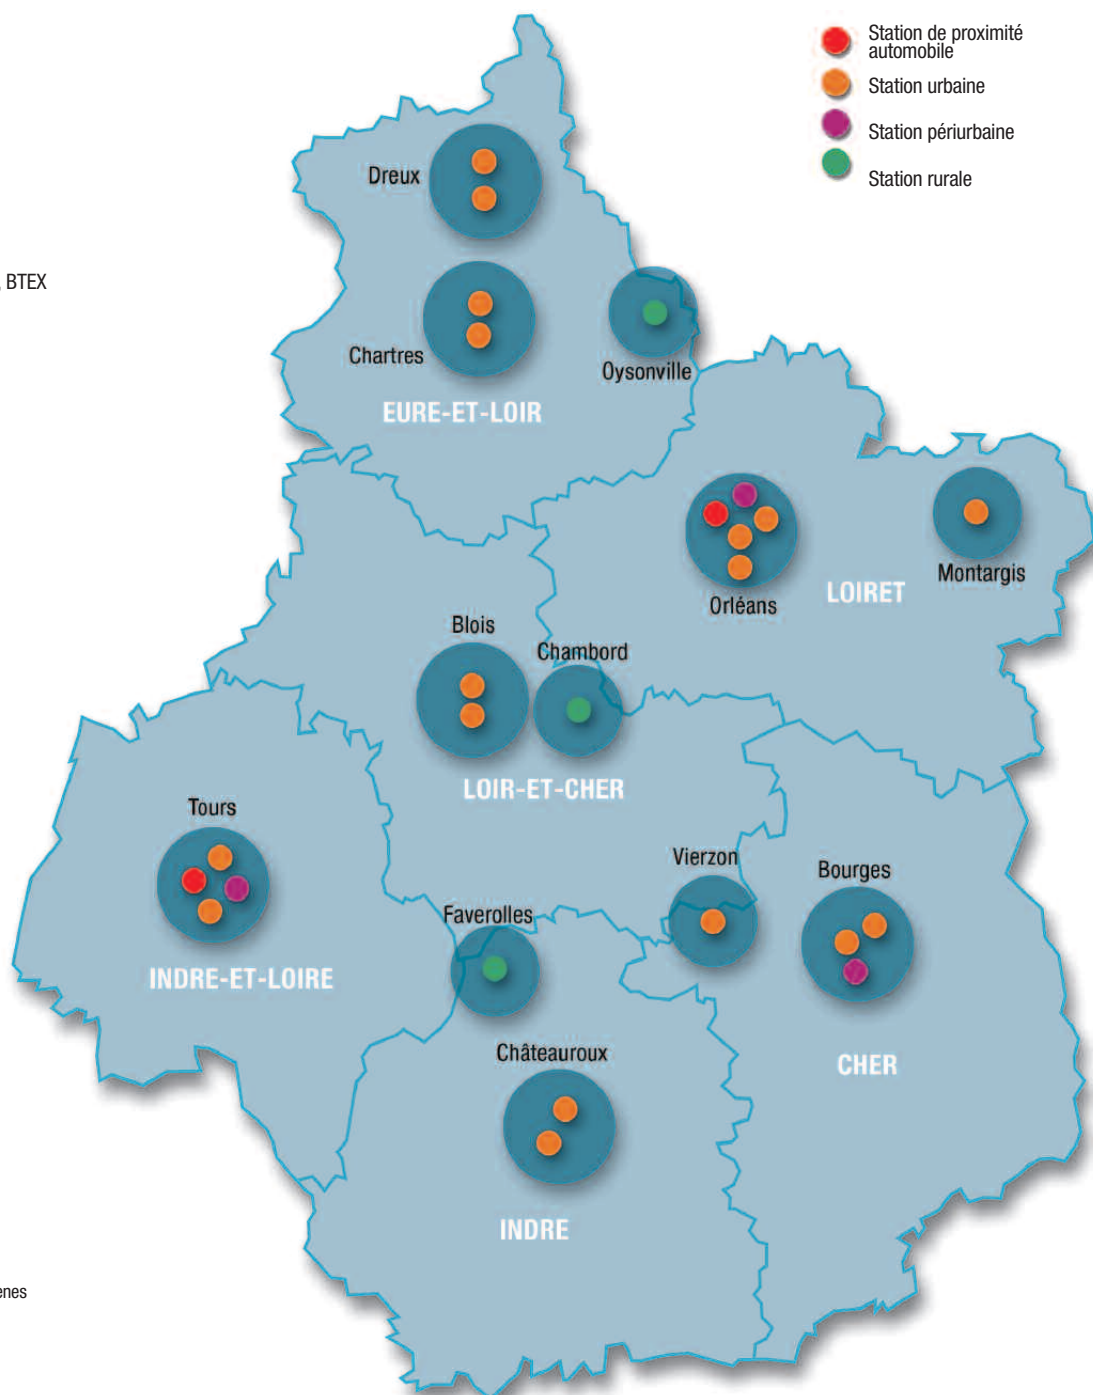 Station de proximité
automobile
Station urbaine
Station périurbaine
Station rurale
Dreux
BTEX
Chartres
Oysonville
EURE-ET-LOIR
Orléans
LOIRET
Montargis
Blois
Chambord
LOIR-ET-CHER
Tours
Vierzon
Bourges
Faverolles
INDRE-ET-LOIRE
Châteauroux
CHER
INDRE